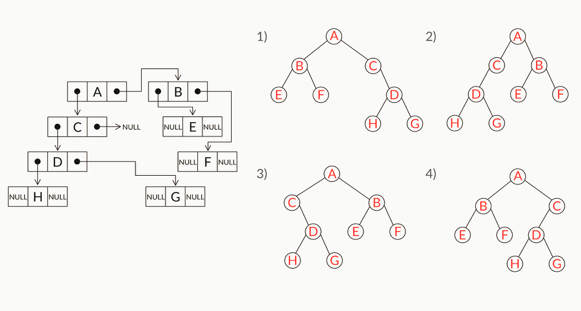 A B
C NULL
NULL E NULL
D
NULL F NULL
NULL H NULL
NULL G NULL
1)
A
B C
E F D
H G
2)
A
C B
D E F
H G
3)
A
C B
D E F
H G
4)
A
B C
E F D
H G